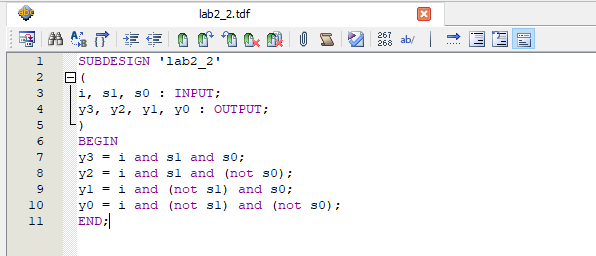 lab2_2.tdf
267
268
ab/
1 SUBDESIGN 'lab2_2'
2 (
3 i, s1, s0 : INPUT;
4 y3, y2, y1, y0 : OUTPUT;
5 )
6 BEGIN
7 y3 = i and s1 and s0;
8 y2 = i and s1 and (not s0);
9 y1 = i and (not s1) and s0;
10 y0 = i and (not s1) and (not s0);
11 END;